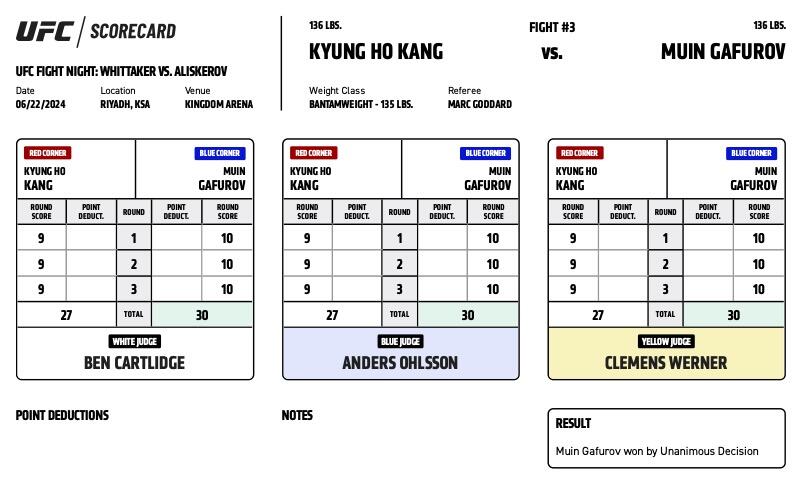 UFC / SCORECARD
UFC FIGHT NIGHT: WHITTAKER VS. ALISKEROV
Date Location Venue
06/22/2024 RIYADH, KSA KINGDOM ARENA
136 LBS. FIGHT #3 136 LBS.
KYUNG HO KANG VS. MUIN GAFUROV
Weight Class Referee
BANTAMWEIGHT - 135 LBS. MARC GODDARD
RED CORNER BLUE CORNER
KYUNG HO MUIN
KANG GAFUROV
ROUND SCORE POINT DEDUCT. ROUND POINT DEDUCT. ROUND SCORE
9 1 10
9 2 10
9 3 10
27 TOTAL 30
WHITE JUDGE
BEN CARTLIDGE
RED CORNER BLUE CORNER
KYUNG HO MUIN
KANG GAFUROV
ROUND SCORE POINT DEDUCT. ROUND POINT DEDUCT. ROUND SCORE
9 1 10
9 2 10
9 3 10
27 TOTAL 30
BLUE JUDGE
ANDERS OHLSSON
RED CORNER BLUE CORNER
KYUNG HO MUIN
KANG GAFUROV
ROUND SCORE POINT DEDUCT. ROUND POINT DEDUCT. ROUND SCORE
9 1 10
9 2 10
9 3 10
27 TOTAL 30
YELLOW JUDGE
CLEMENS WERNER
POINT DEDUCTIONS
NOTES
RESULT
Muin Gafurov won by Unanimous Decision